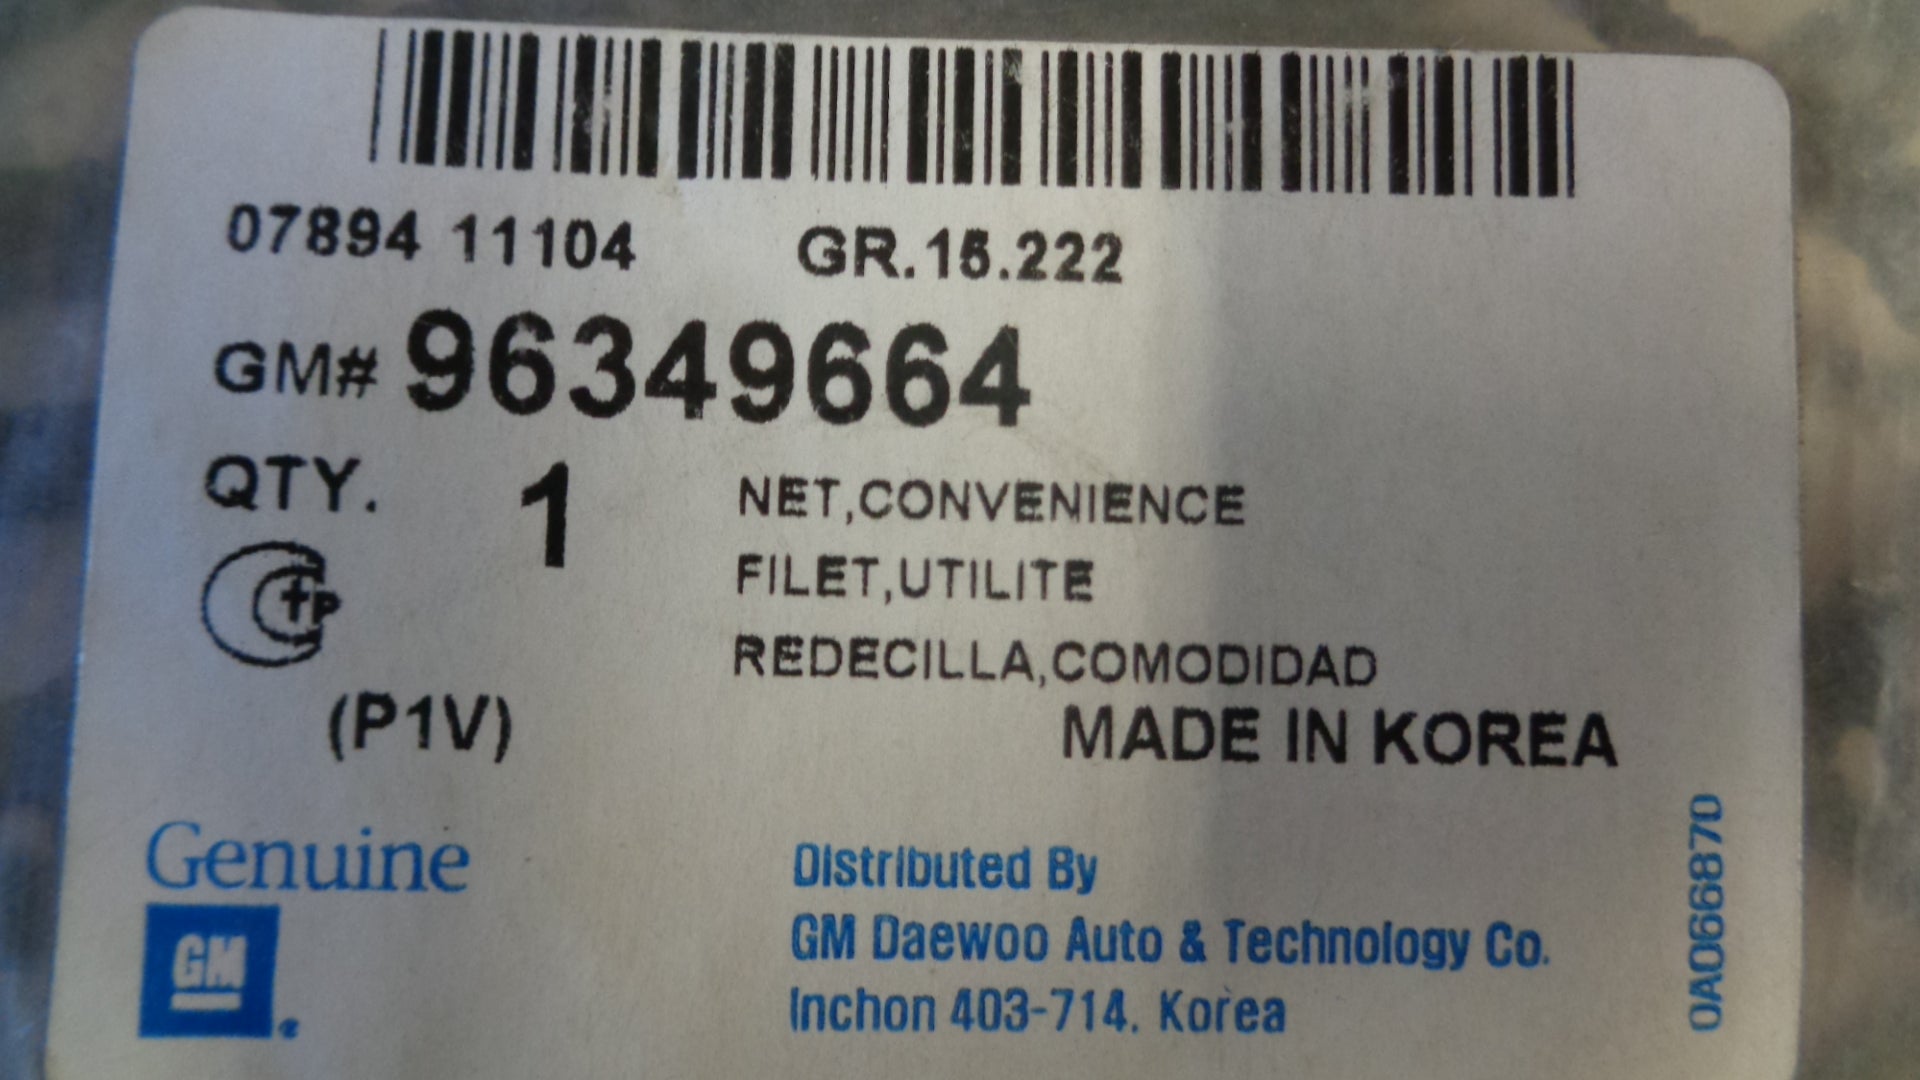 07894 11104 GR.15.222
GM# 96349664
QTY. 1
NET,CONVENIENCE
FILET,UTILITE
REDECILLA,COMODIDAD
(P1V)
MADE IN KOREA
Genuine
GM
Distributed By
GM Daewoo Auto & Technology Co.
Inchon 403-714. Korea
0A066870